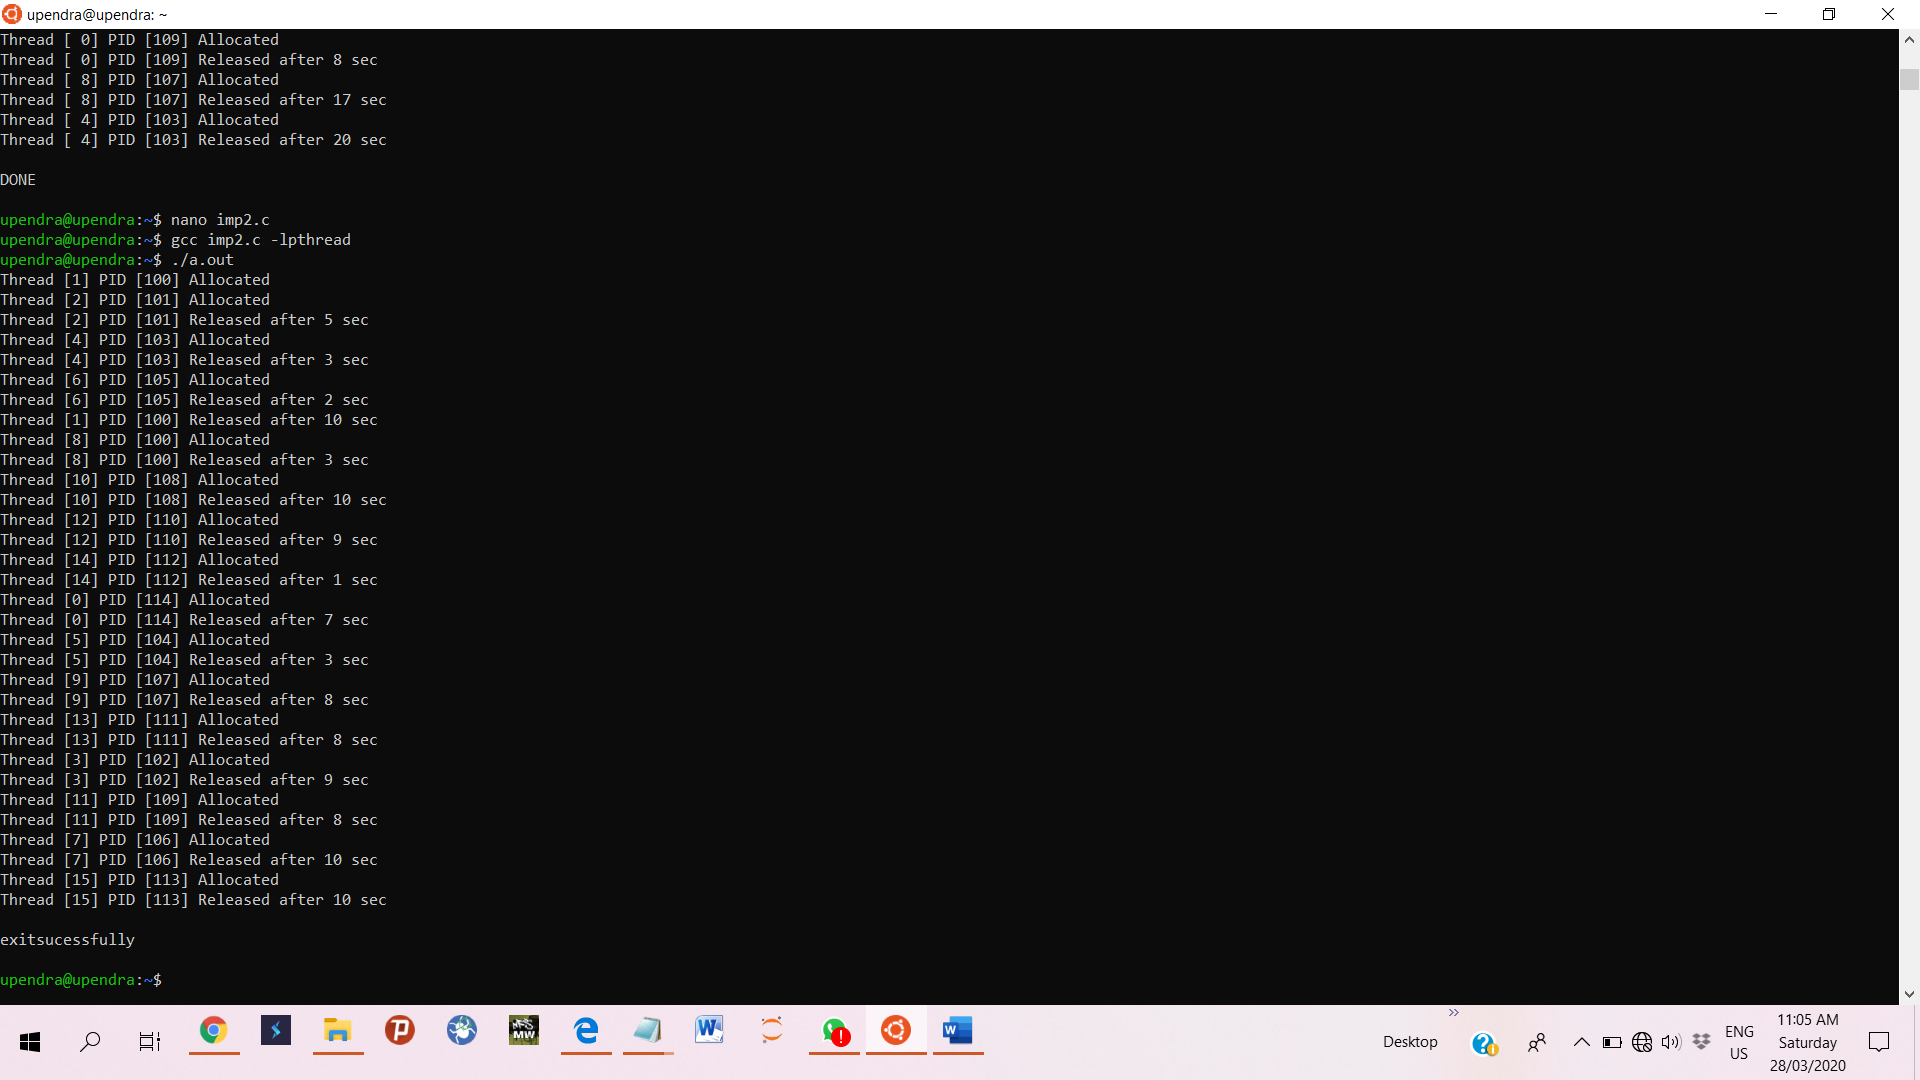 upendra@upendra: ~
Thread [ 0] PID [109] Allocated
Thread [ 0] PID [109] Released after 8 sec
Thread [ 8] PID [107] Allocated
Thread [ 8] PID [107] Released after 17 sec
Thread [ 4] PID [103] Allocated
Thread [ 4] PID [103] Released after 20 sec
DONE
upendra@upendra:~$ nano imp2.c
upendra@upendra:~$ gcc imp2.c -lpthread
upendra@upendra:~$ ./a.out
Thread [1] PID [100] Allocated
Thread [2] PID [101] Allocated
Thread [2] PID [101] Released after 5 sec
Thread [4] PID [103] Allocated
Thread [4] PID [103] Released after 3 sec
Thread [6] PID [105] Allocated
Thread [6] PID [105] Released after 2 sec
Thread [1] PID [100] Released after 10 sec
Thread [8] PID [100] Allocated
Thread [8] PID [100] Released after 3 sec
Thread [10] PID [108] Allocated
Thread [10] PID [108] Released after 10 sec
Thread [12] PID [110] Allocated
Thread [12] PID [110] Released after 9 sec
Thread [14] PID [112] Allocated
Thread [14] PID [112] Released after 1 sec
Thread [0] PID [114] Allocated
Thread [0] PID [114] Released after 7 sec
Thread [5] PID [104] Allocated
Thread [5] PID [104] Released after 3 sec
Thread [9] PID [107] Allocated
Thread [9] PID [107] Released after 8 sec
Thread [13] PID [111] Allocated
Thread [13] PID [111] Released after 8 sec
Thread [3] PID [102] Allocated
Thread [3] PID [102] Released after 9 sec
Thread [11] PID [109] Allocated
Thread [11] PID [109] Released after 8 sec
Thread [7] PID [106] Allocated
Thread [7] PID [106] Released after 10 sec
Thread [15] PID [113] Allocated
Thread [15] PID [113] Released after 10 sec
exitsucessfully
upendra@upendra:~$
MW
Desktop
ENG
US
11:05 AM
Saturday
28/03/2020